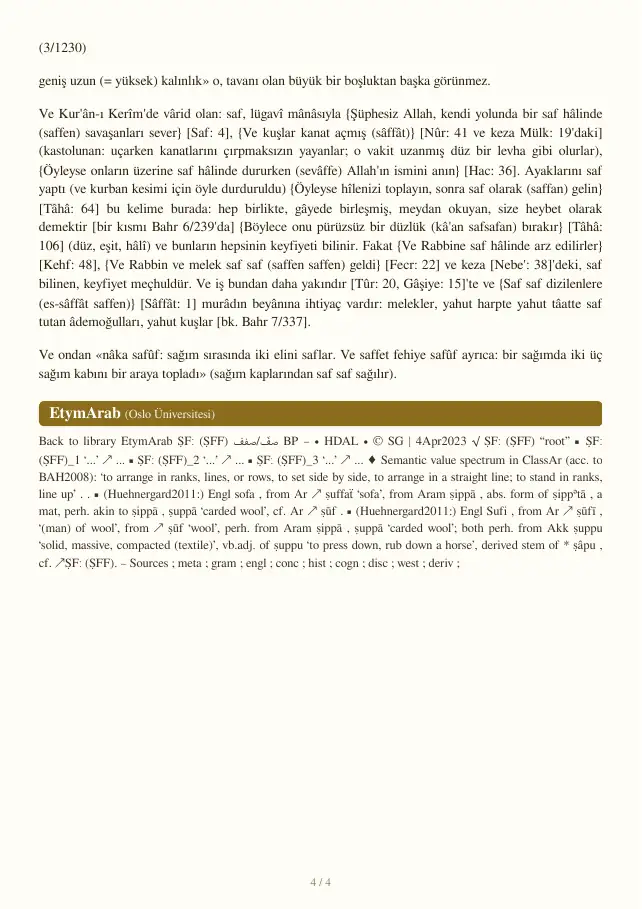 (3/1230)
geniş uzun (= yüksek) kalınlık» o, tavanı olan büyük bir boşluktan başka görünmez.
Ve Kur'ân-ı Kerîm'de vârid olan: saf, lügavî mânâsıyla {Şüphesiz Allah, kendi yolunda bir saf hâlinde
(saffen) savaşanları sever} [Saf: 4], {Ve kuşlar kanat açmış (sâffât)} [Nûr: 41 ve keza Mülk: 19'daki]
(kastolunan: uçarken kanatlarını çırpmaksızın yayanlar; o vakit uzanmış düz bir levha gibi olurlar),
{Öyleyse onların üzerine saf hâlinde dururken (sevâffe) Allah'ın ismini anın} [Hac: 36]. Ayaklarını saf
yaptı (ve kurban kesimi için öyle durduruldu) {Öyleyse hîlenizi toplayın, sonra saf olarak (saffan) gelin}
[Tâhâ: 64] bu kelime burada: hep birlikte, gâyede birleşmiş, meydan okuyan, size heybet olarak
demektir [bir kısmı Bahr 6/239'da] {Böylece onu pürüzsüz bir düzlük (kâ'an safsafan) bırakır} [Tâhâ:
106] (düz, eşit, hâlî) ve bunların hepsinin keyfiyeti bilinir. Fakat {Ve Rabbine saf hâlinde arz edilirler}
[Kehf: 48], {Ve Rabbin ve melek saf saf (saffen saffen) geldi} [Fecr: 22] ve keza [Nebe': 38]'deki, saf
bilinen, keyfiyet meçhuldür. Ve iş bundan daha yakındır [Tûr: 20, Gâşiye: 15]'te ve {Saf saf dizilenlere
(es-sâffât saffen)} [Sâffât: 1] murâdın beyânına ihtiyaç vardır: melekler, yahut harpte yahut tâatte saf
tutan âdemoğulları, yahut kuşlar [bk. Bahr 7/337].
Ve ondan «nâka safûf: sağım sırasında iki elini saflar. Ve saffet fehiye safûf ayrıca: bir sağımda iki üç
sağım kabını bir araya topladı» (sağım kaplarından saf saf sağılır).
EtymArab (Oslo Üniversitesi)
Back to library EtymArab ṢF: (ṢFF) صفّ/صفف BP – • HDAL • © SG | 4Apr2023 √ ṢF: (ṢFF) “root” ▪ ṢF:
(ṢFF)_1 ‘...’ ↗ ... ▪ ṢF: (ṢFF)_2 ‘...’ ↗ ... ▪ ṢF: (ṢFF)_3 ‘...’ ↗ ... ♦ Semantic value spectrum in ClassAr (acc. to
BAH2008): ‘to arrange in ranks, lines, or rows, to set side by side, to arrange in a straight line; to stand in ranks,
line up’ . . ▪ (Huehnergard2011:) Engl sofa , from Ar ↗ ṣuffaẗ ‘sofa’, from Aram ṣippā , abs. form of ṣippᵊtā , a
mat, perh. akin to ṣippā , ṣuppā ‘carded wool’, cf. Ar ↗ ṣūf . ▪ (Huehnergard2011:) Engl Sufi , from Ar ↗ ṣūfī ,
‘(man) of wool’, from ↗ ṣūf ‘wool’, perh. from Aram ṣippā , ṣuppā ‘carded wool’; both perh. from Akk ṣuppu
‘solid, massive, compacted (textile)’, vb.adj. of ṣuppu ‘to press down, rub down a horse’, derived stem of * ṣâpu ,
cf. ↗ṢF: (ṢFF). – Sources ; meta ; gram ; engl ; conc ; hist ; cogn ; disc ; west ; deriv ;
4 / 4